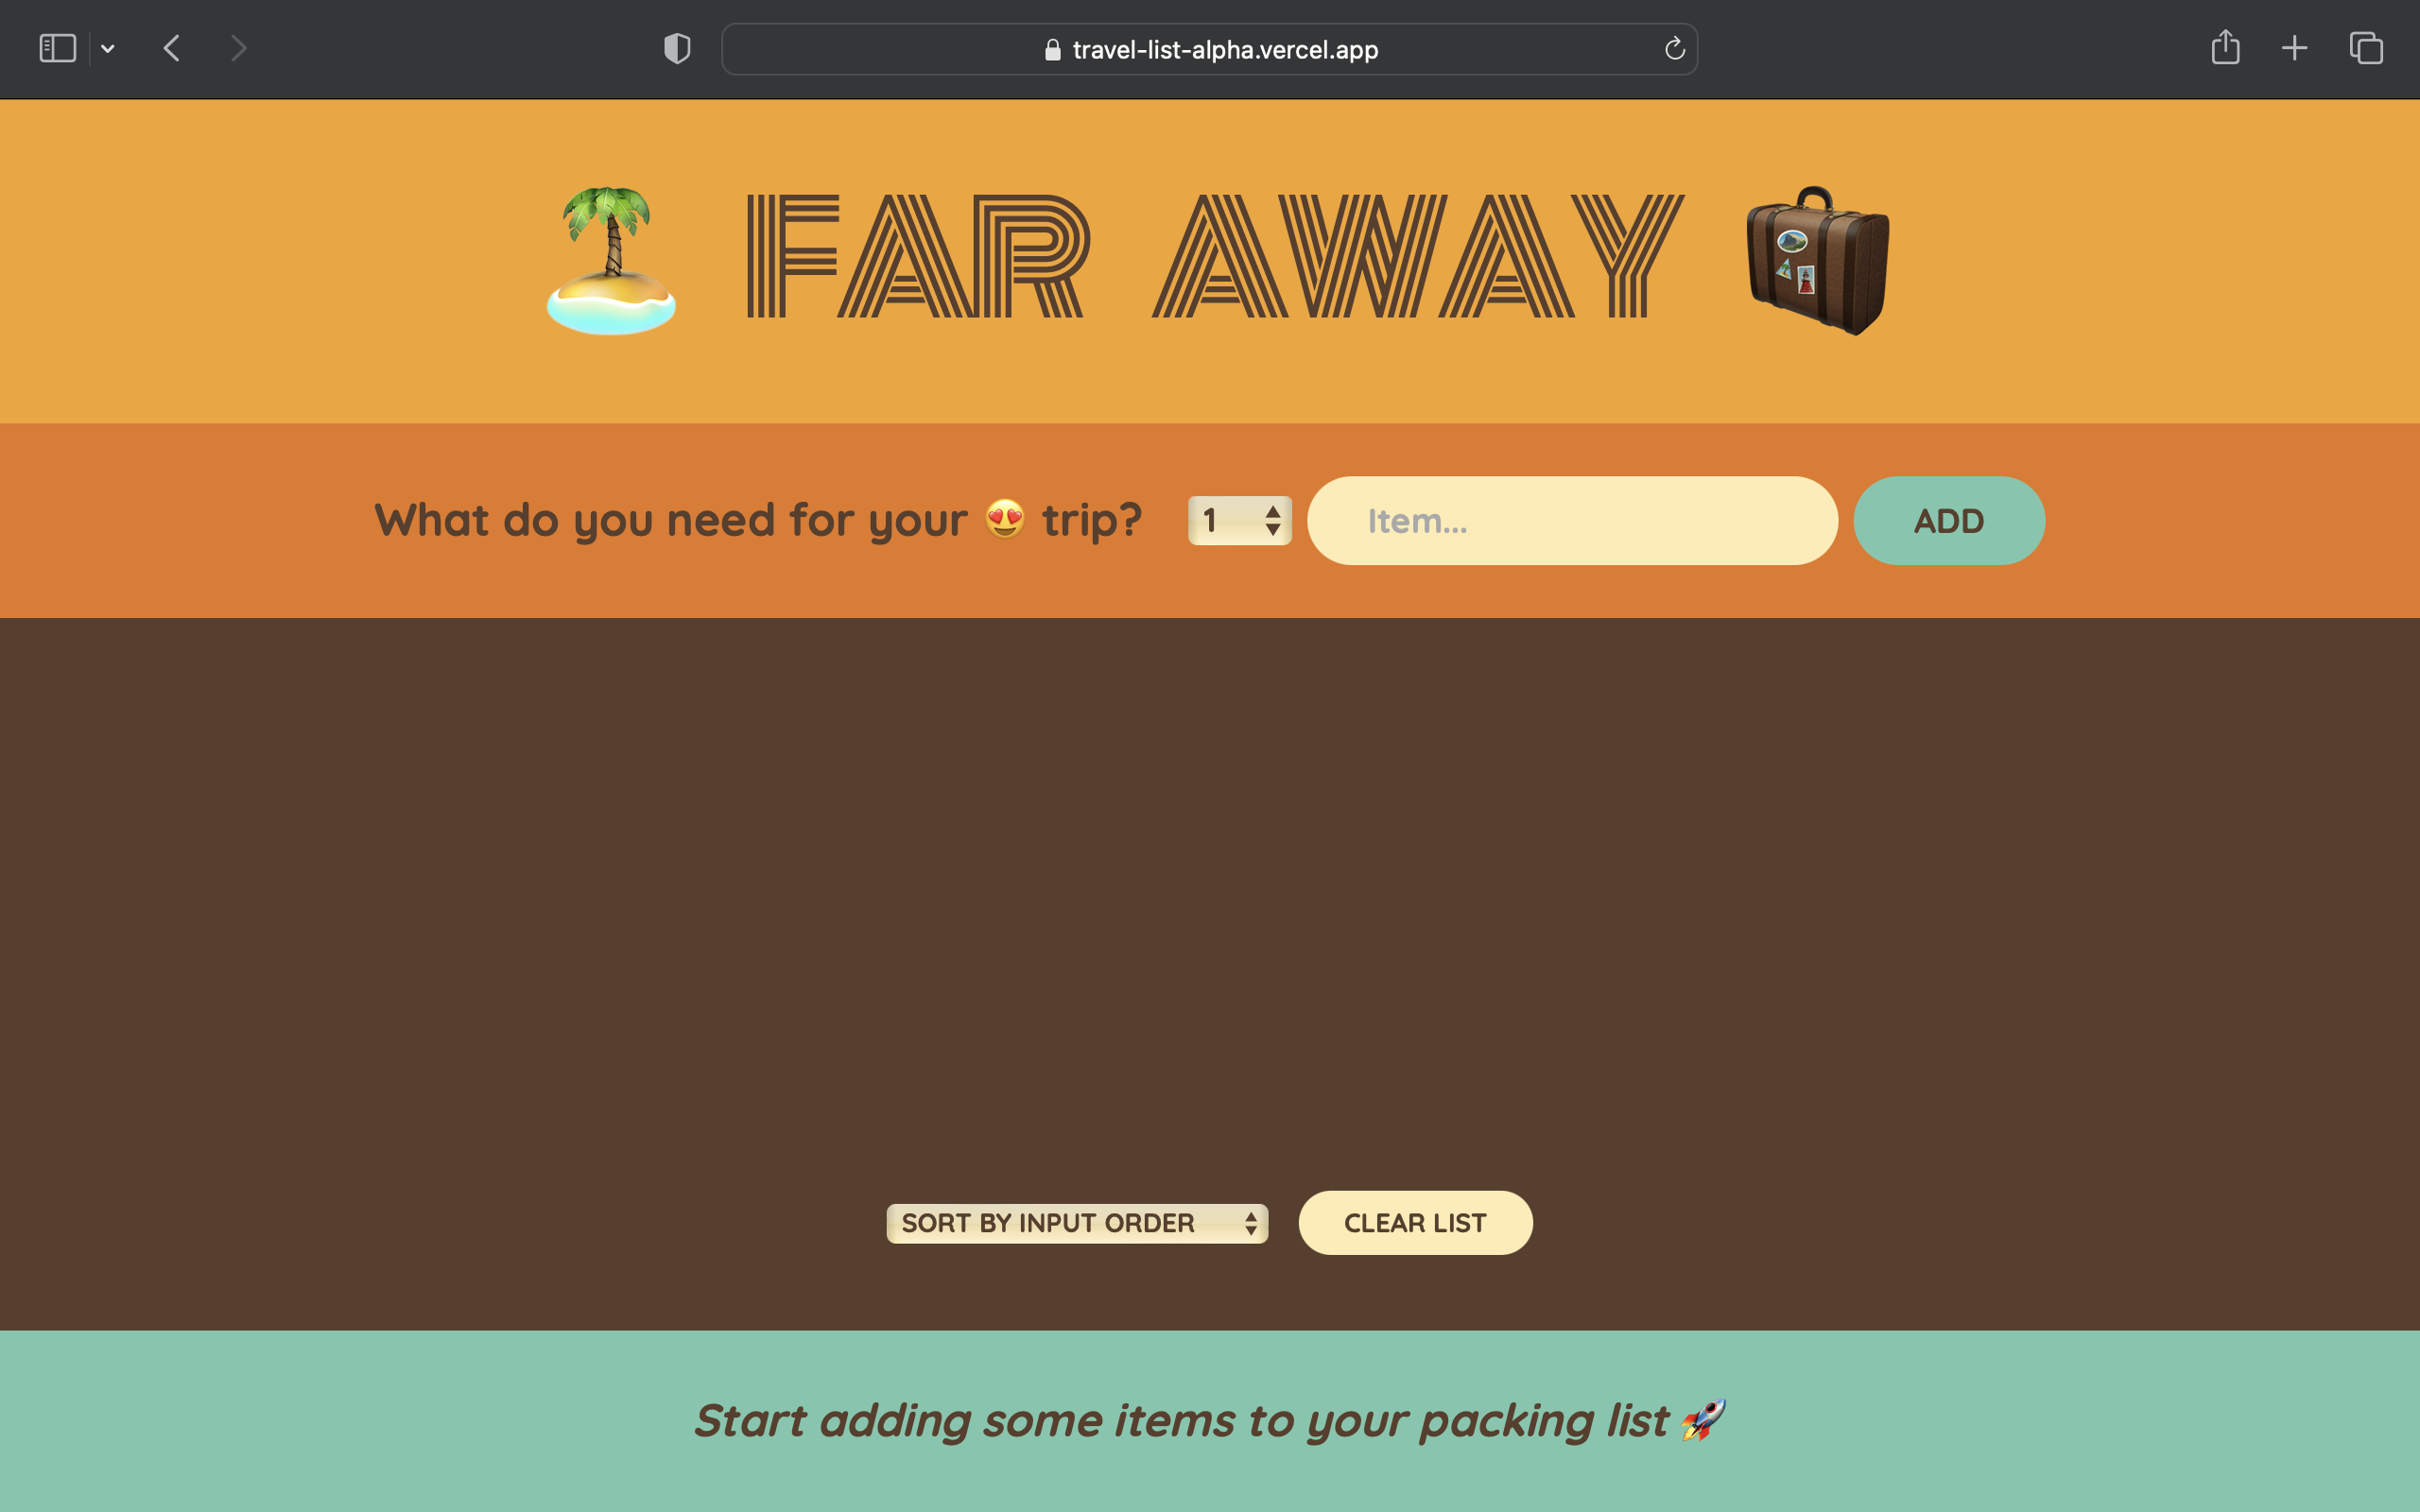 travel-list-alpha.vercel.app
FAR AWAY
What do you need for your 😍 trip? 1 Item... ADD
SORT BY INPUT ORDER CLEAR LIST
Start adding some items to your packing list 🚀